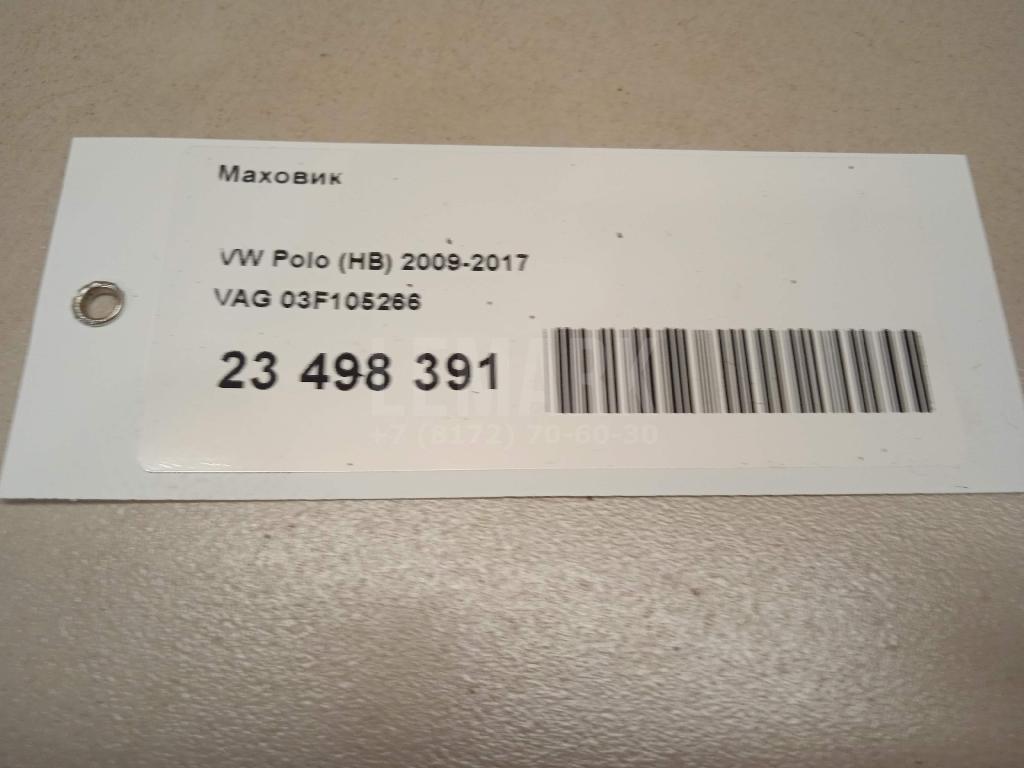 Маховик
VW Polo (HB) 2009-2017
VAG 03F105266
23 498 391
LEMARK
+7 (8172) 70-60-30